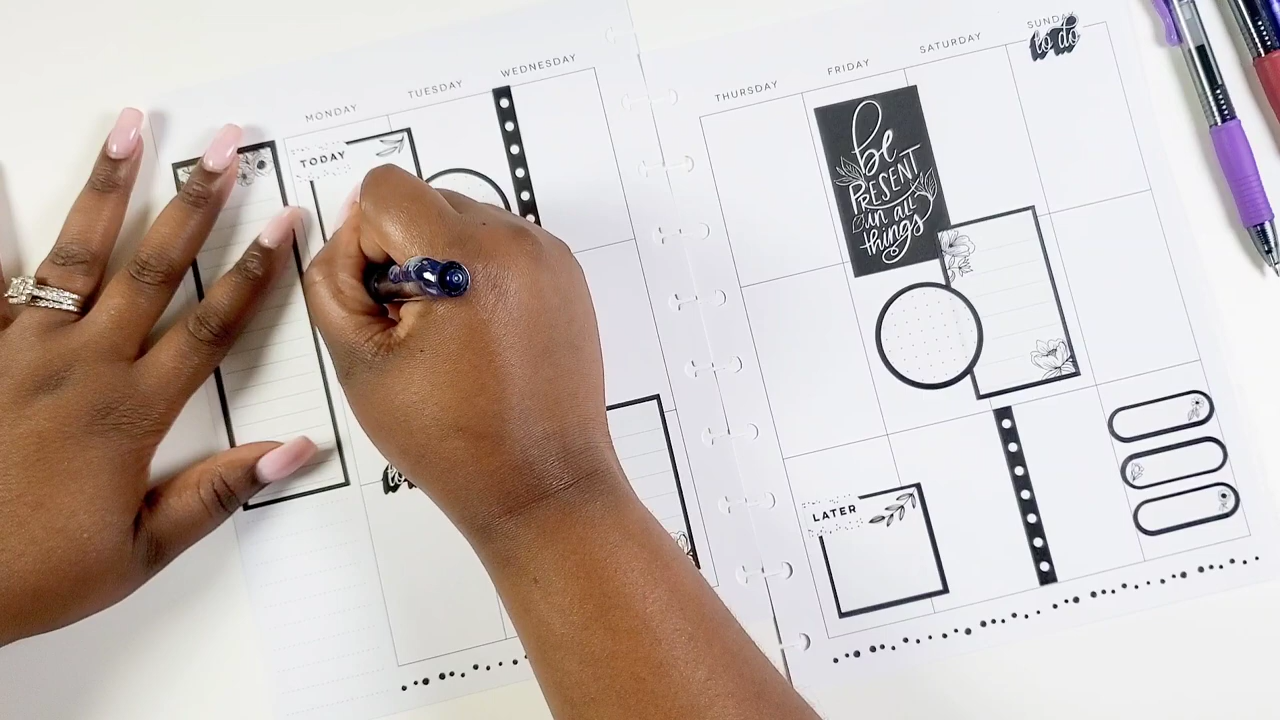 MONDAY
TUESDAY
WEDNESDAY
TODAY
THURSDAY
FRIDAY
SATURDAY
SUNDAY
to do
be
PRESENT
in all
things
LATER